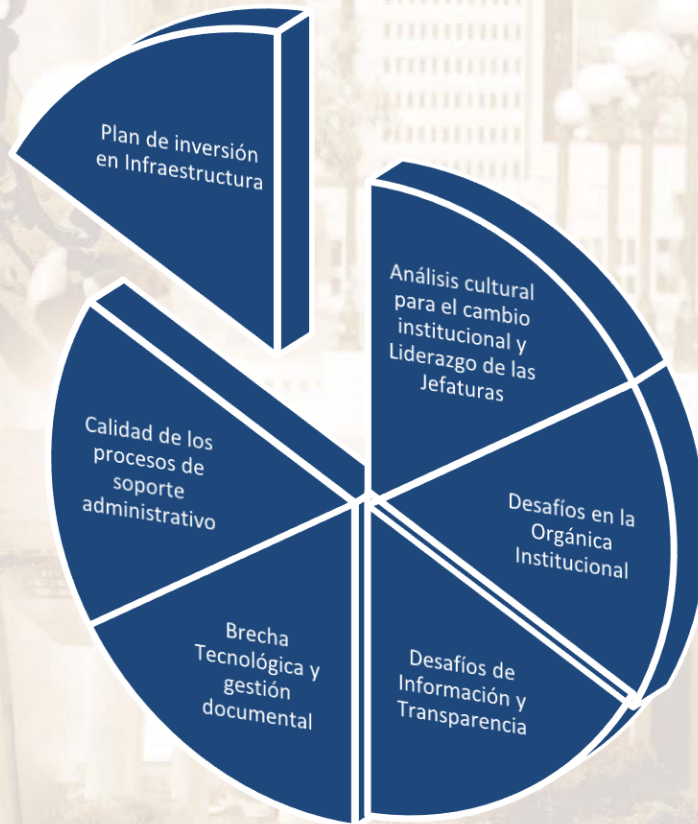 Plan de inversión
en Infraestructura
Análisis cultural
para el cambio
institucional y
Liderazgo de las
Jefaturas
Desafíos en la
Orgánica
Institucional
Desafíos de
Información y
Transparencia
Brecha
Tecnológica y
gestión
documental
Calidad de los
procesos de
soporte
administrativo